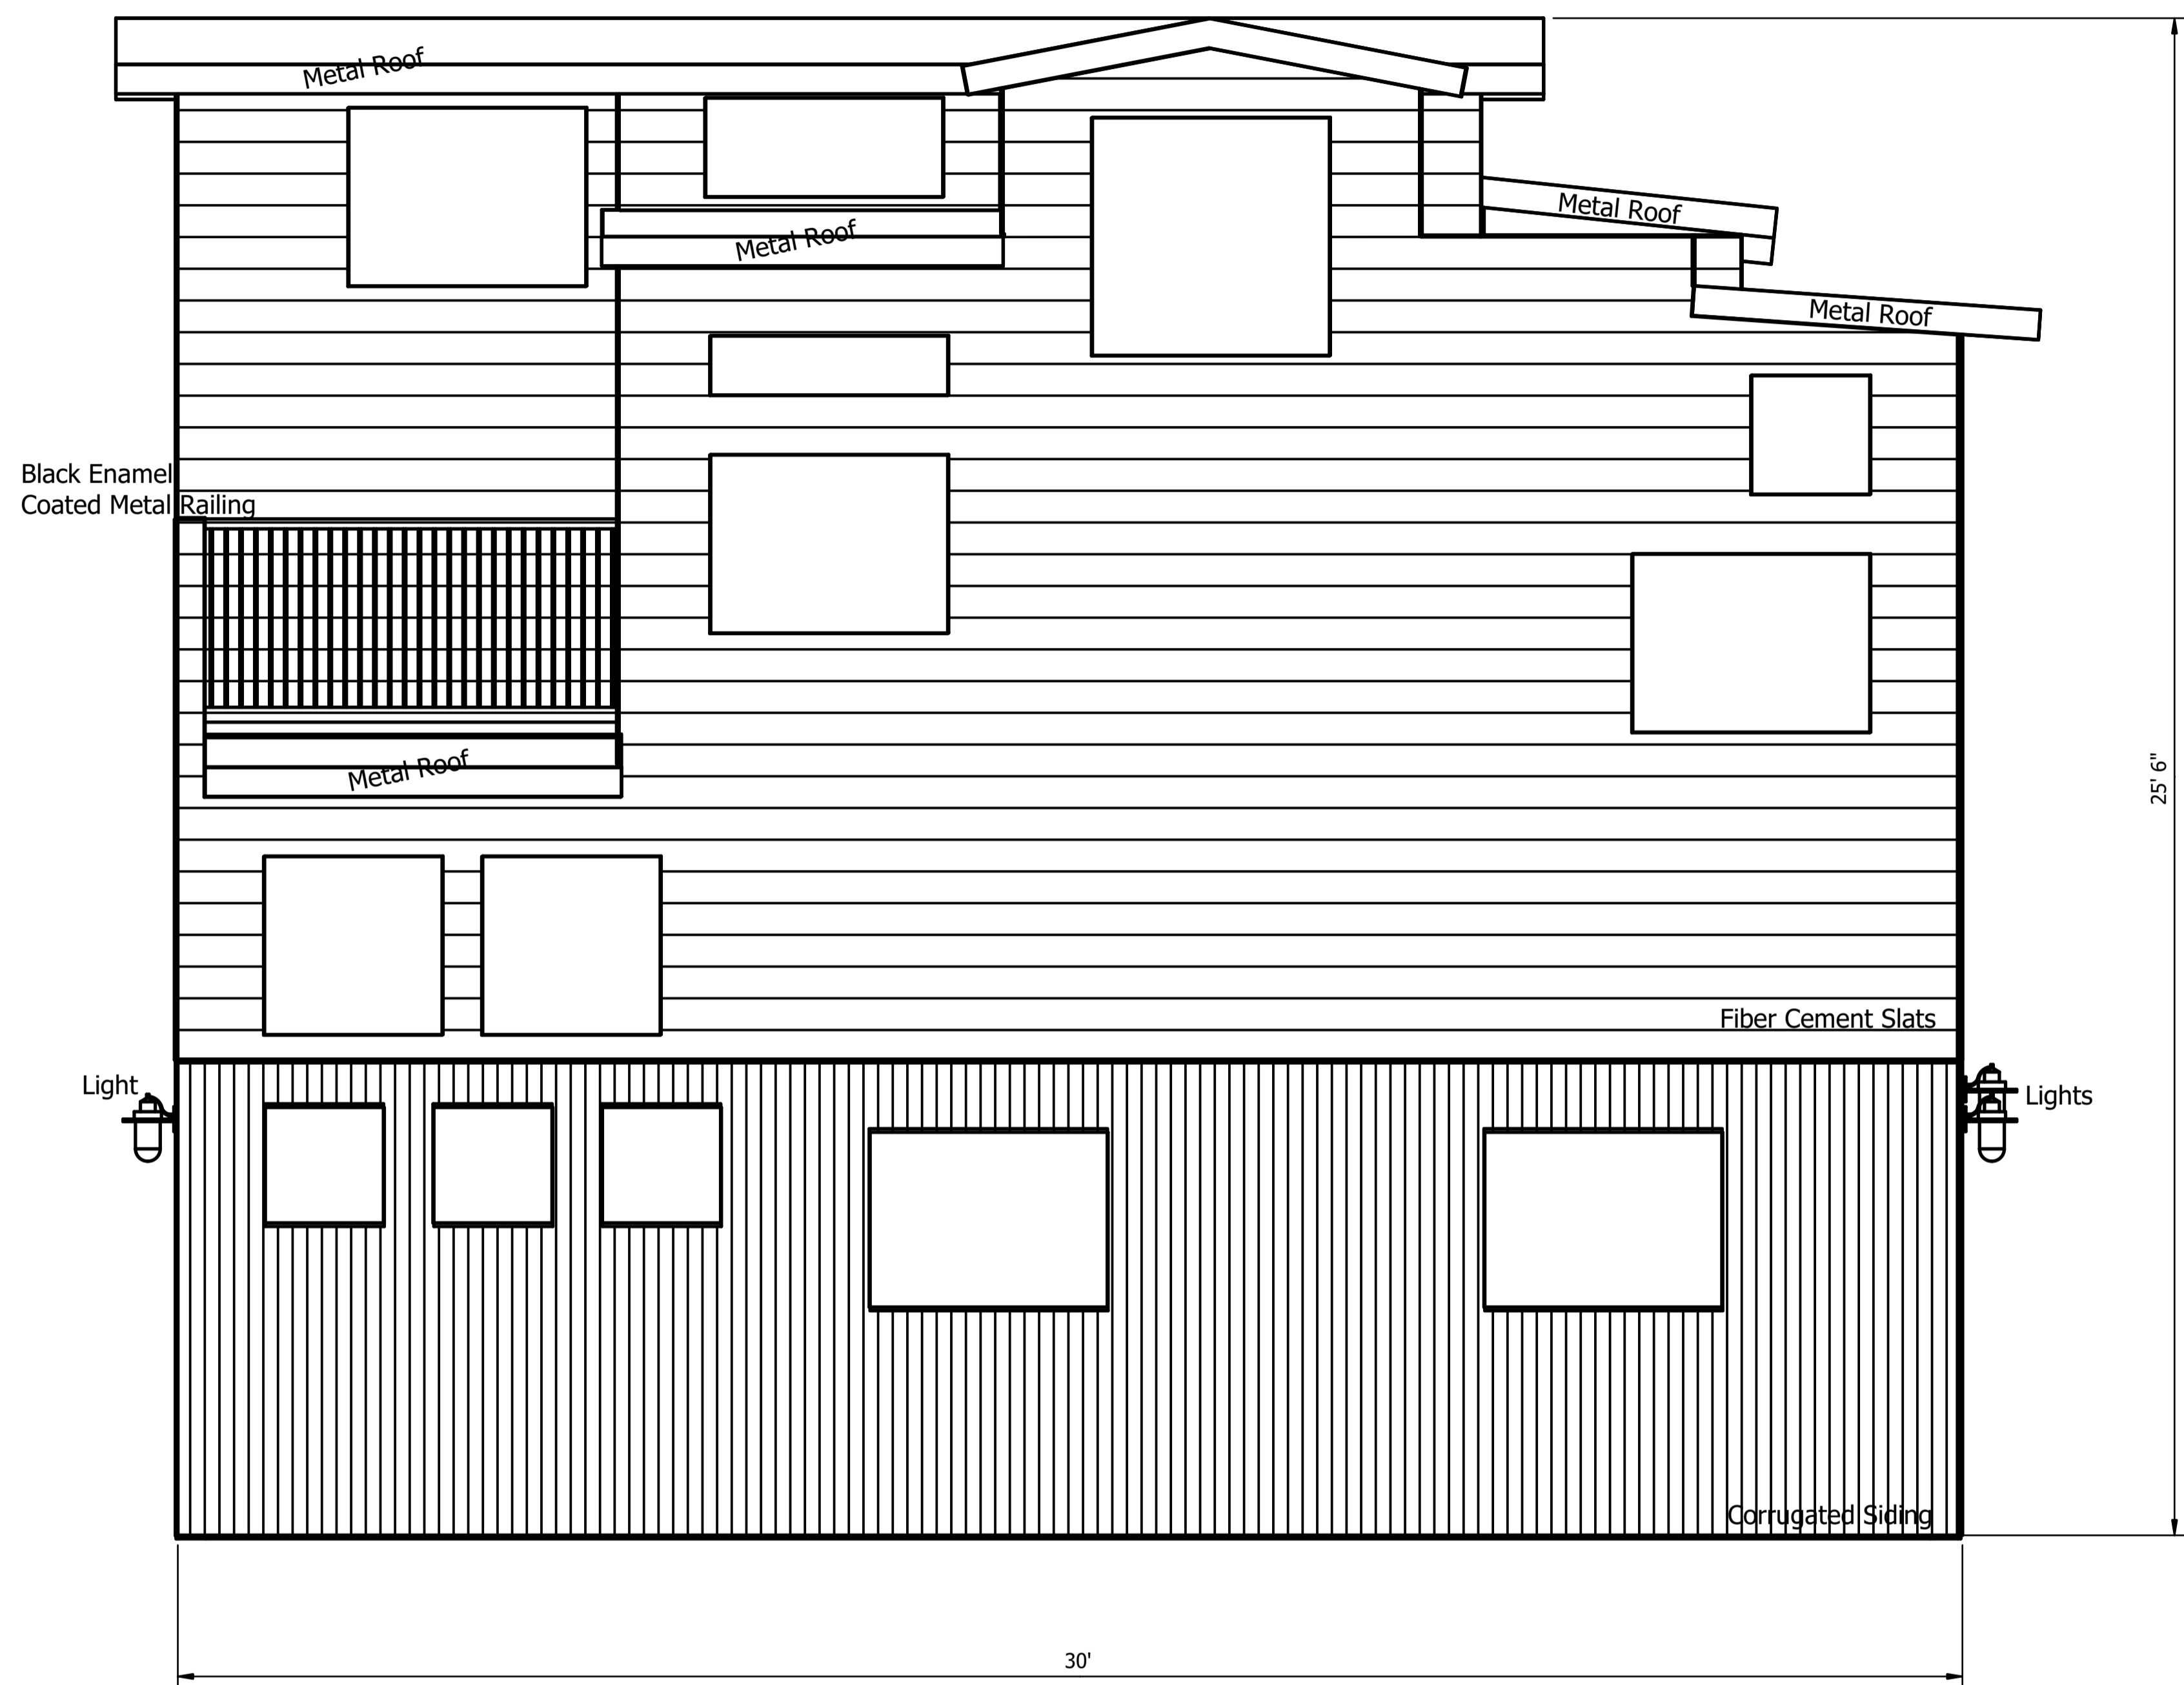 Metal Roof
Metal Roof
Metal Roof
Metal Roof
Black Enamel
Coated Metal Railing
Metal Roof
25' 6"
Fiber Cement Slats
Light
Lights
Corrugated Siding
30'